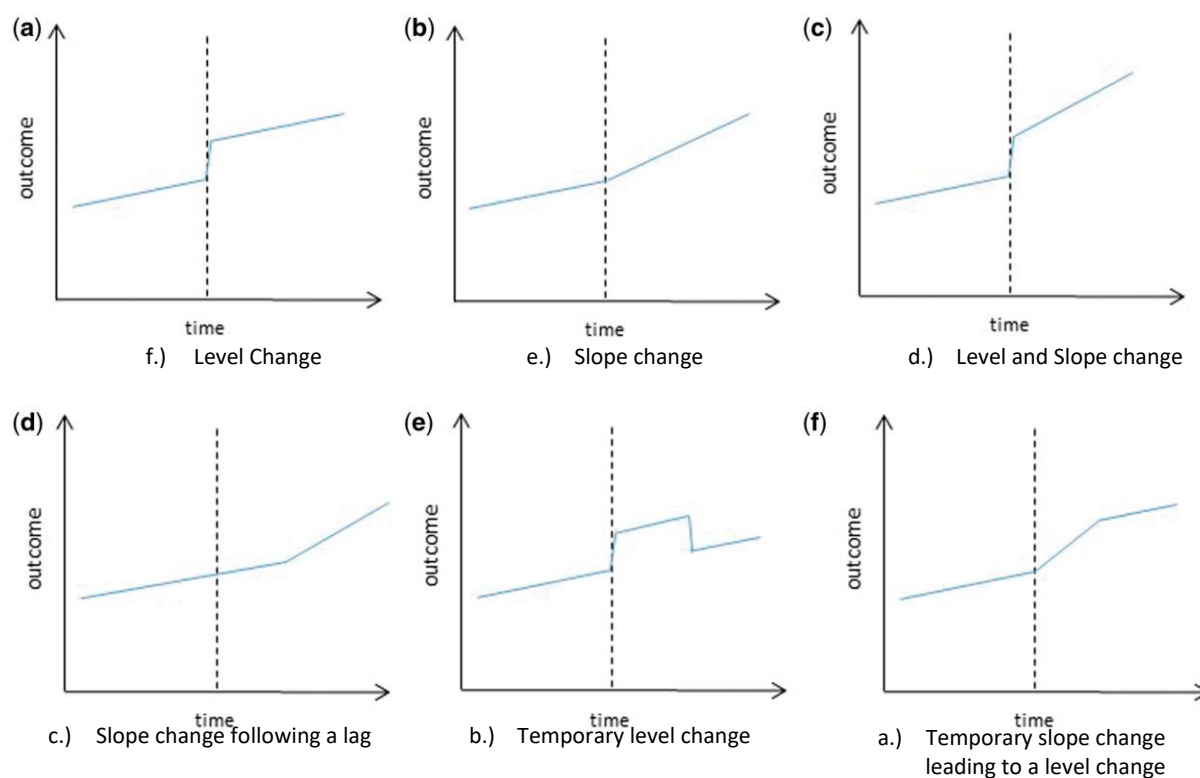 (a)
outcome
time
f.) Level Change
(b)
outcome
time
e.) Slope change
(c)
outcome
time
d.) Level and Slope change
(d)
outcome
time
c.) Slope change following a lag
(e)
outcome
time
b.) Temporary level change
(f)
outcome
time
a.) Temporary slope change
leading to a level change